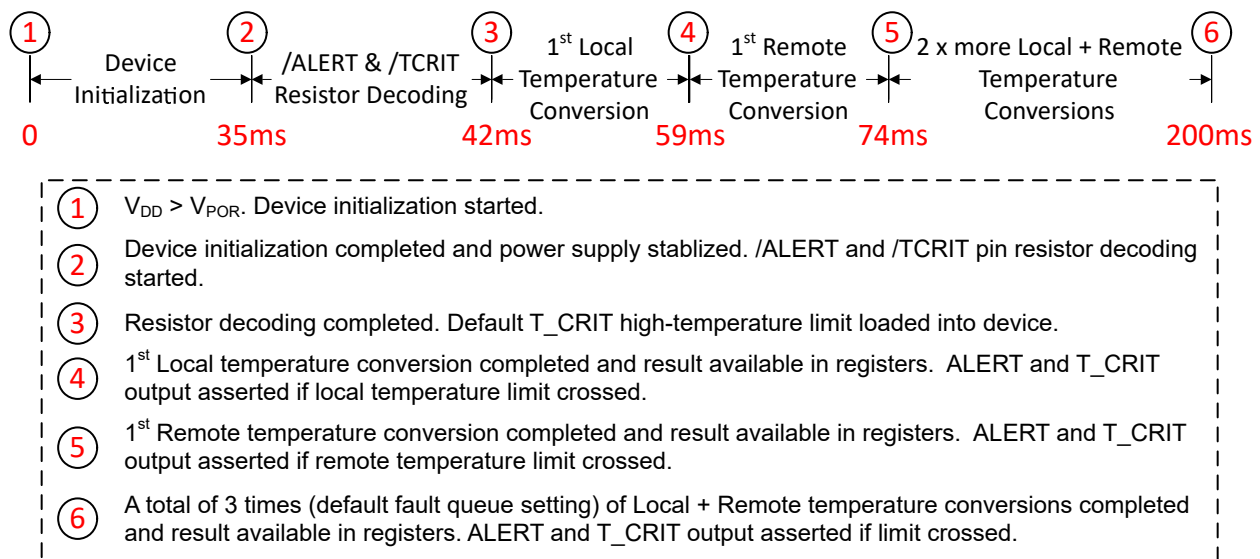 1 2 3 4 5 6
Device Initialization
/ALERT & /TCRIT Resistor Decoding
1st Local Temperature Conversion
1st Remote Temperature Conversion
2 x more Local + Remote Temperature Conversions
0 35ms 42ms 59ms 74ms 200ms
1 VDD > VPOR. Device initialization started.
2 Device initialization completed and power supply stablized. /ALERT and /TCRIT pin resistor decoding
started.
3 Resistor decoding completed. Default T_CRIT high-temperature limit loaded into device.
4 1st Local temperature conversion completed and result available in registers.  ALERT and T_CRIT
output asserted if local temperature limit crossed.
5 1st Remote temperature conversion completed and result available in registers.  ALERT and T_CRIT
output asserted if remote temperature limit crossed.
6 A total of 3 times (default fault queue setting) of Local + Remote temperature conversions completed
and result available in registers. ALERT and T_CRIT output asserted if limit crossed.